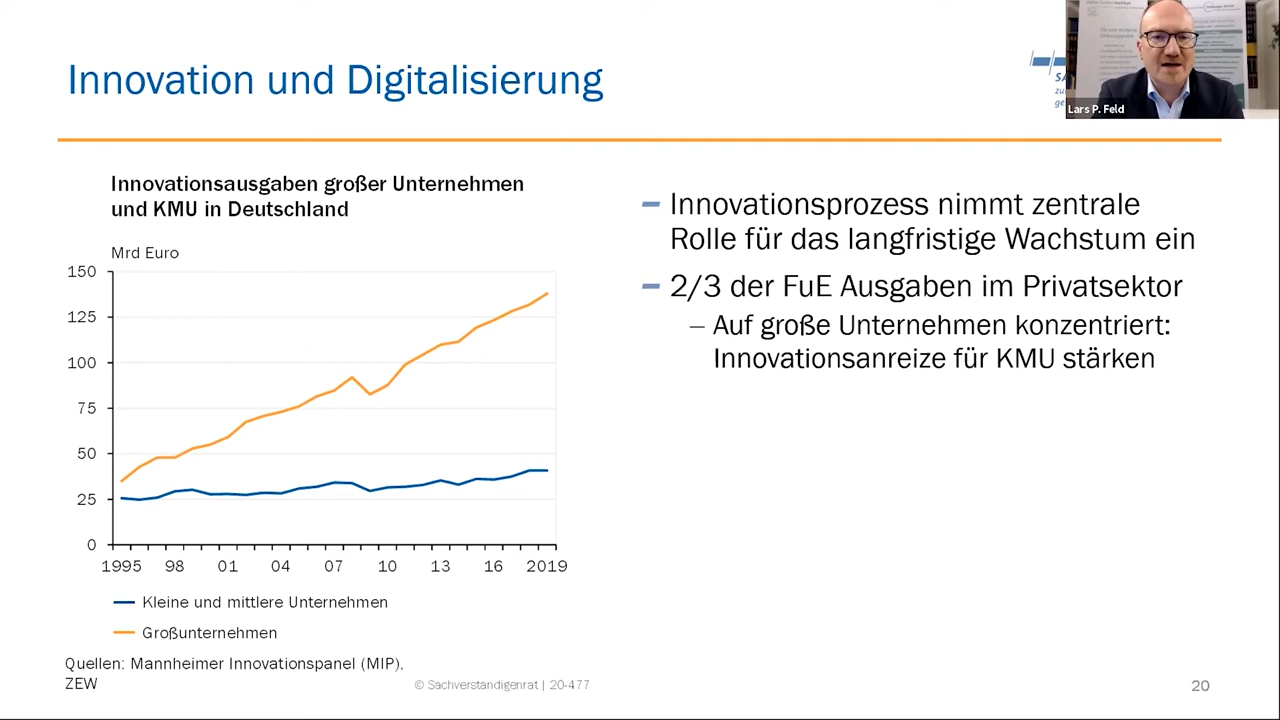 Innovation und Digitalisierung
Lars P. Feld
Innovationsausgaben großer Unternehmen
und KMU in Deutschland
Mrd Euro
150
125
100
75
50
25
0
1995 98 01 04 07 10 13 16 2019
Kleine und mittlere Unternehmen
Großunternehmen
Quellen: Mannheimer Innovationspanel (MIP),
ZEW
Innovationsprozess nimmt zentrale
Rolle für das langfristige Wachstum ein
2/3 der FuE Ausgaben im Privatsektor
– Auf große Unternehmen konzentriert:
Innovationsanreize für KMU stärken
© Sachverständigenrat | 20-477
20